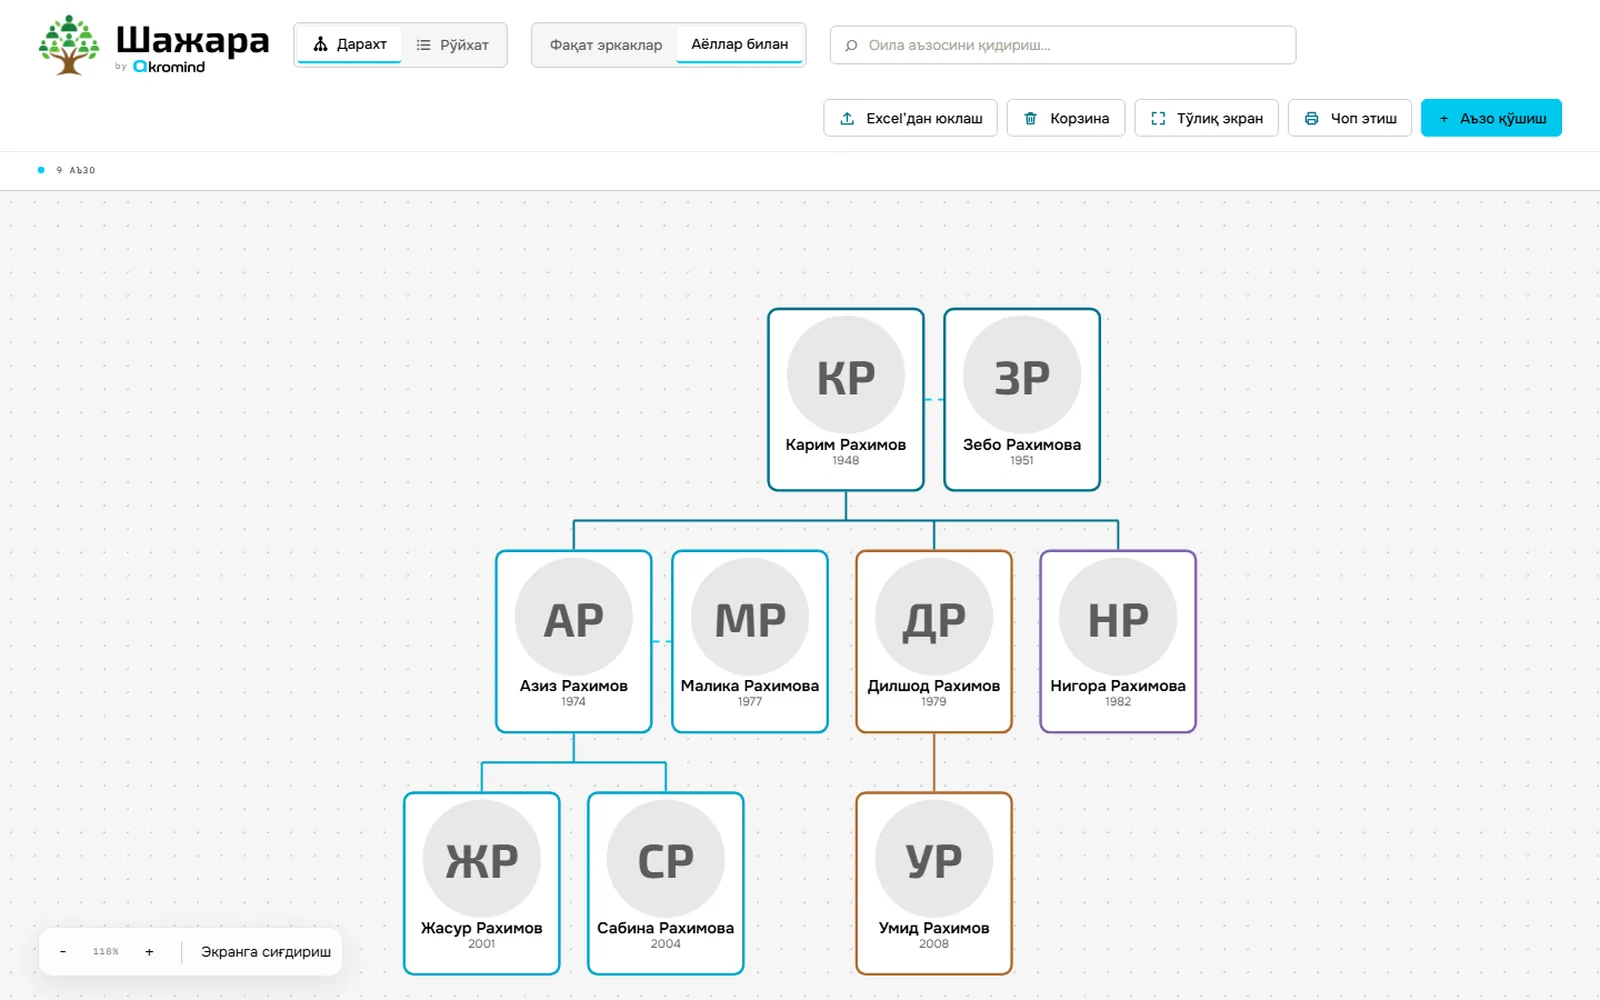 Шажара
by akromind
Дарахт
Рўйхат
Фақат эркаклар
Аёллар билан
Оила аъзосини қидириш...
Excel'дан юклаш
Корзина
Тўлиқ экран
Чоп этиш
+ Аъзо қўшиш
9 АЪЗО
КР
Карим Рахимов
1948
ЗР
Зебо Рахимова
1951
АР
Азиз Рахимов
1974
МР
Малика Рахимова
1977
ДР
Дилшод Рахимов
1979
НР
Нигора Рахимова
1982
ЖР
Жасур Рахимов
2001
СР
Сабина Рахимова
2004
УР
Умид Рахимов
2008
- 118% + Экранга сиғдириш